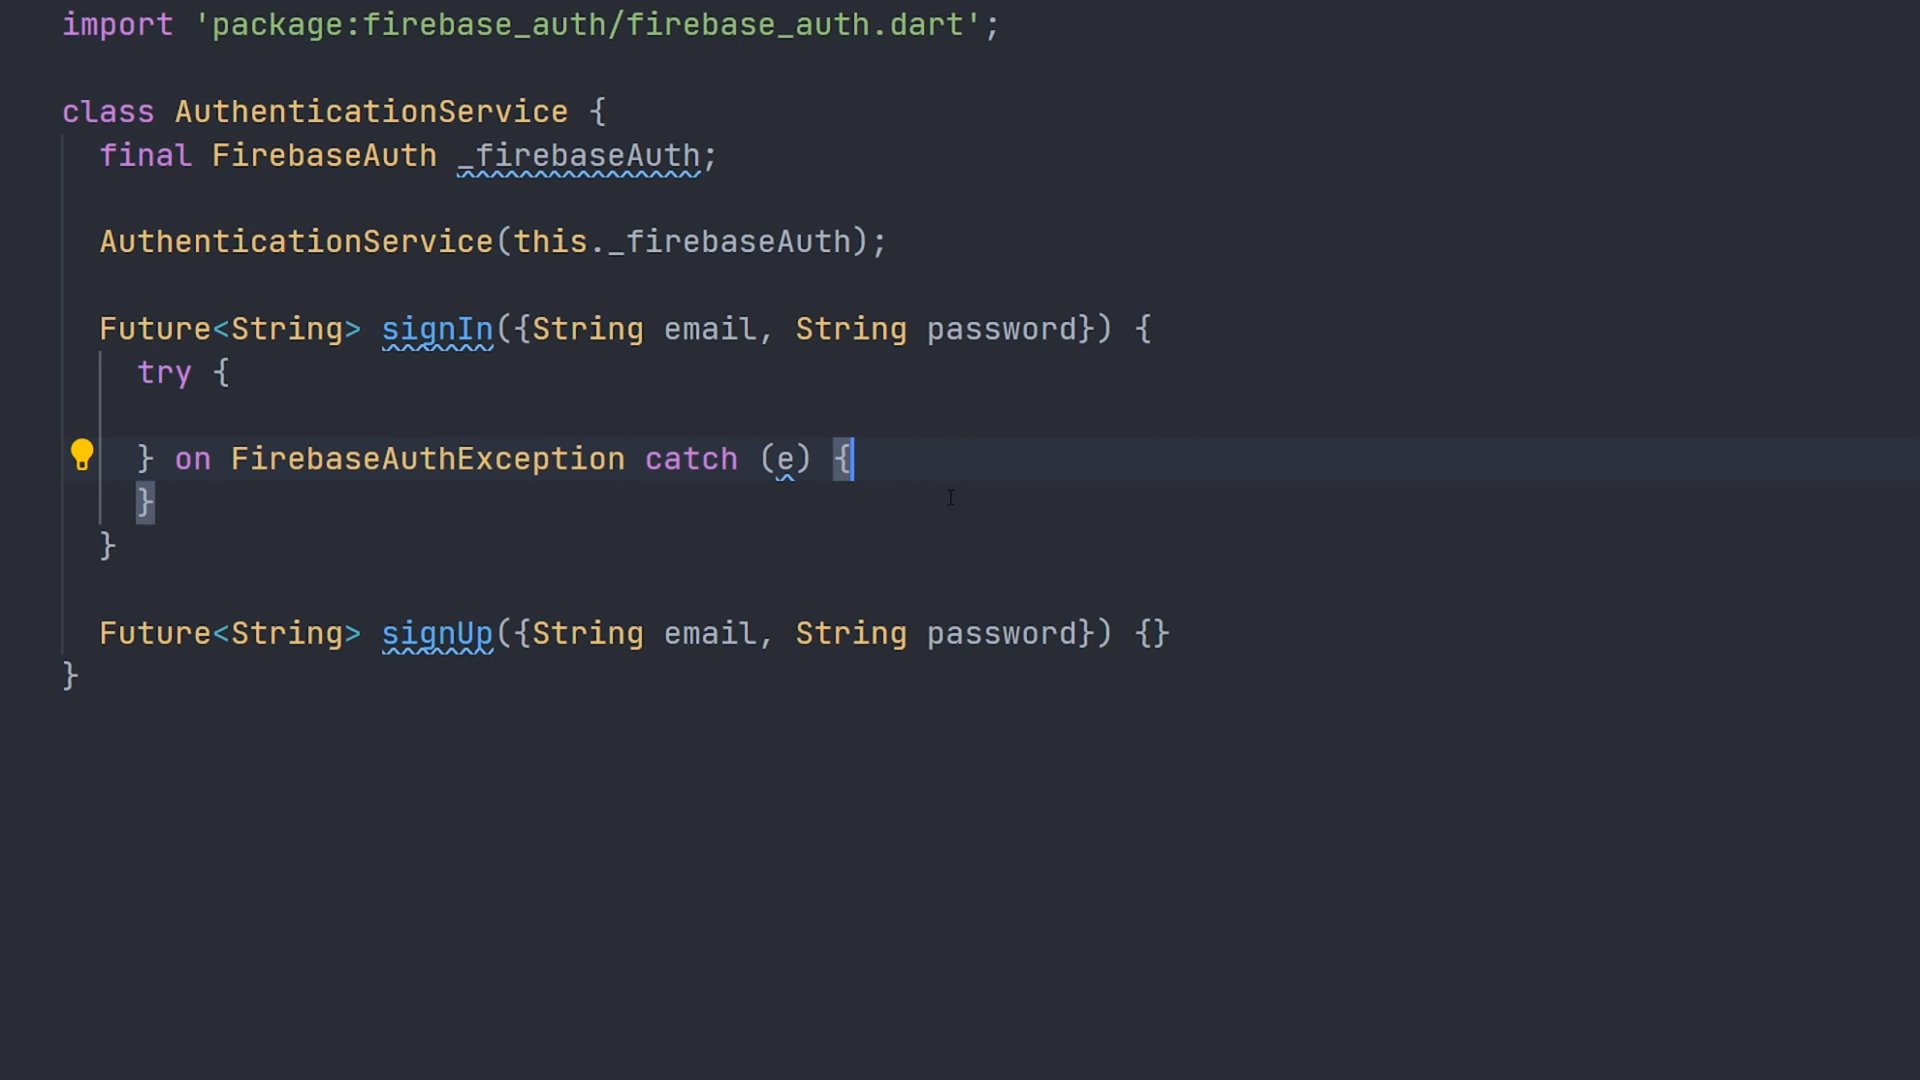 import 'package:firebase_auth/firebase_auth.dart';
class AuthenticationService {
final FirebaseAuth _firebaseAuth;
AuthenticationService(this._firebaseAuth);
Future<String> signIn({String email, String password}) {
try {
} on FirebaseAuthException catch (e) {
}
}
Future<String> signUp({String email, String password}) {}
}